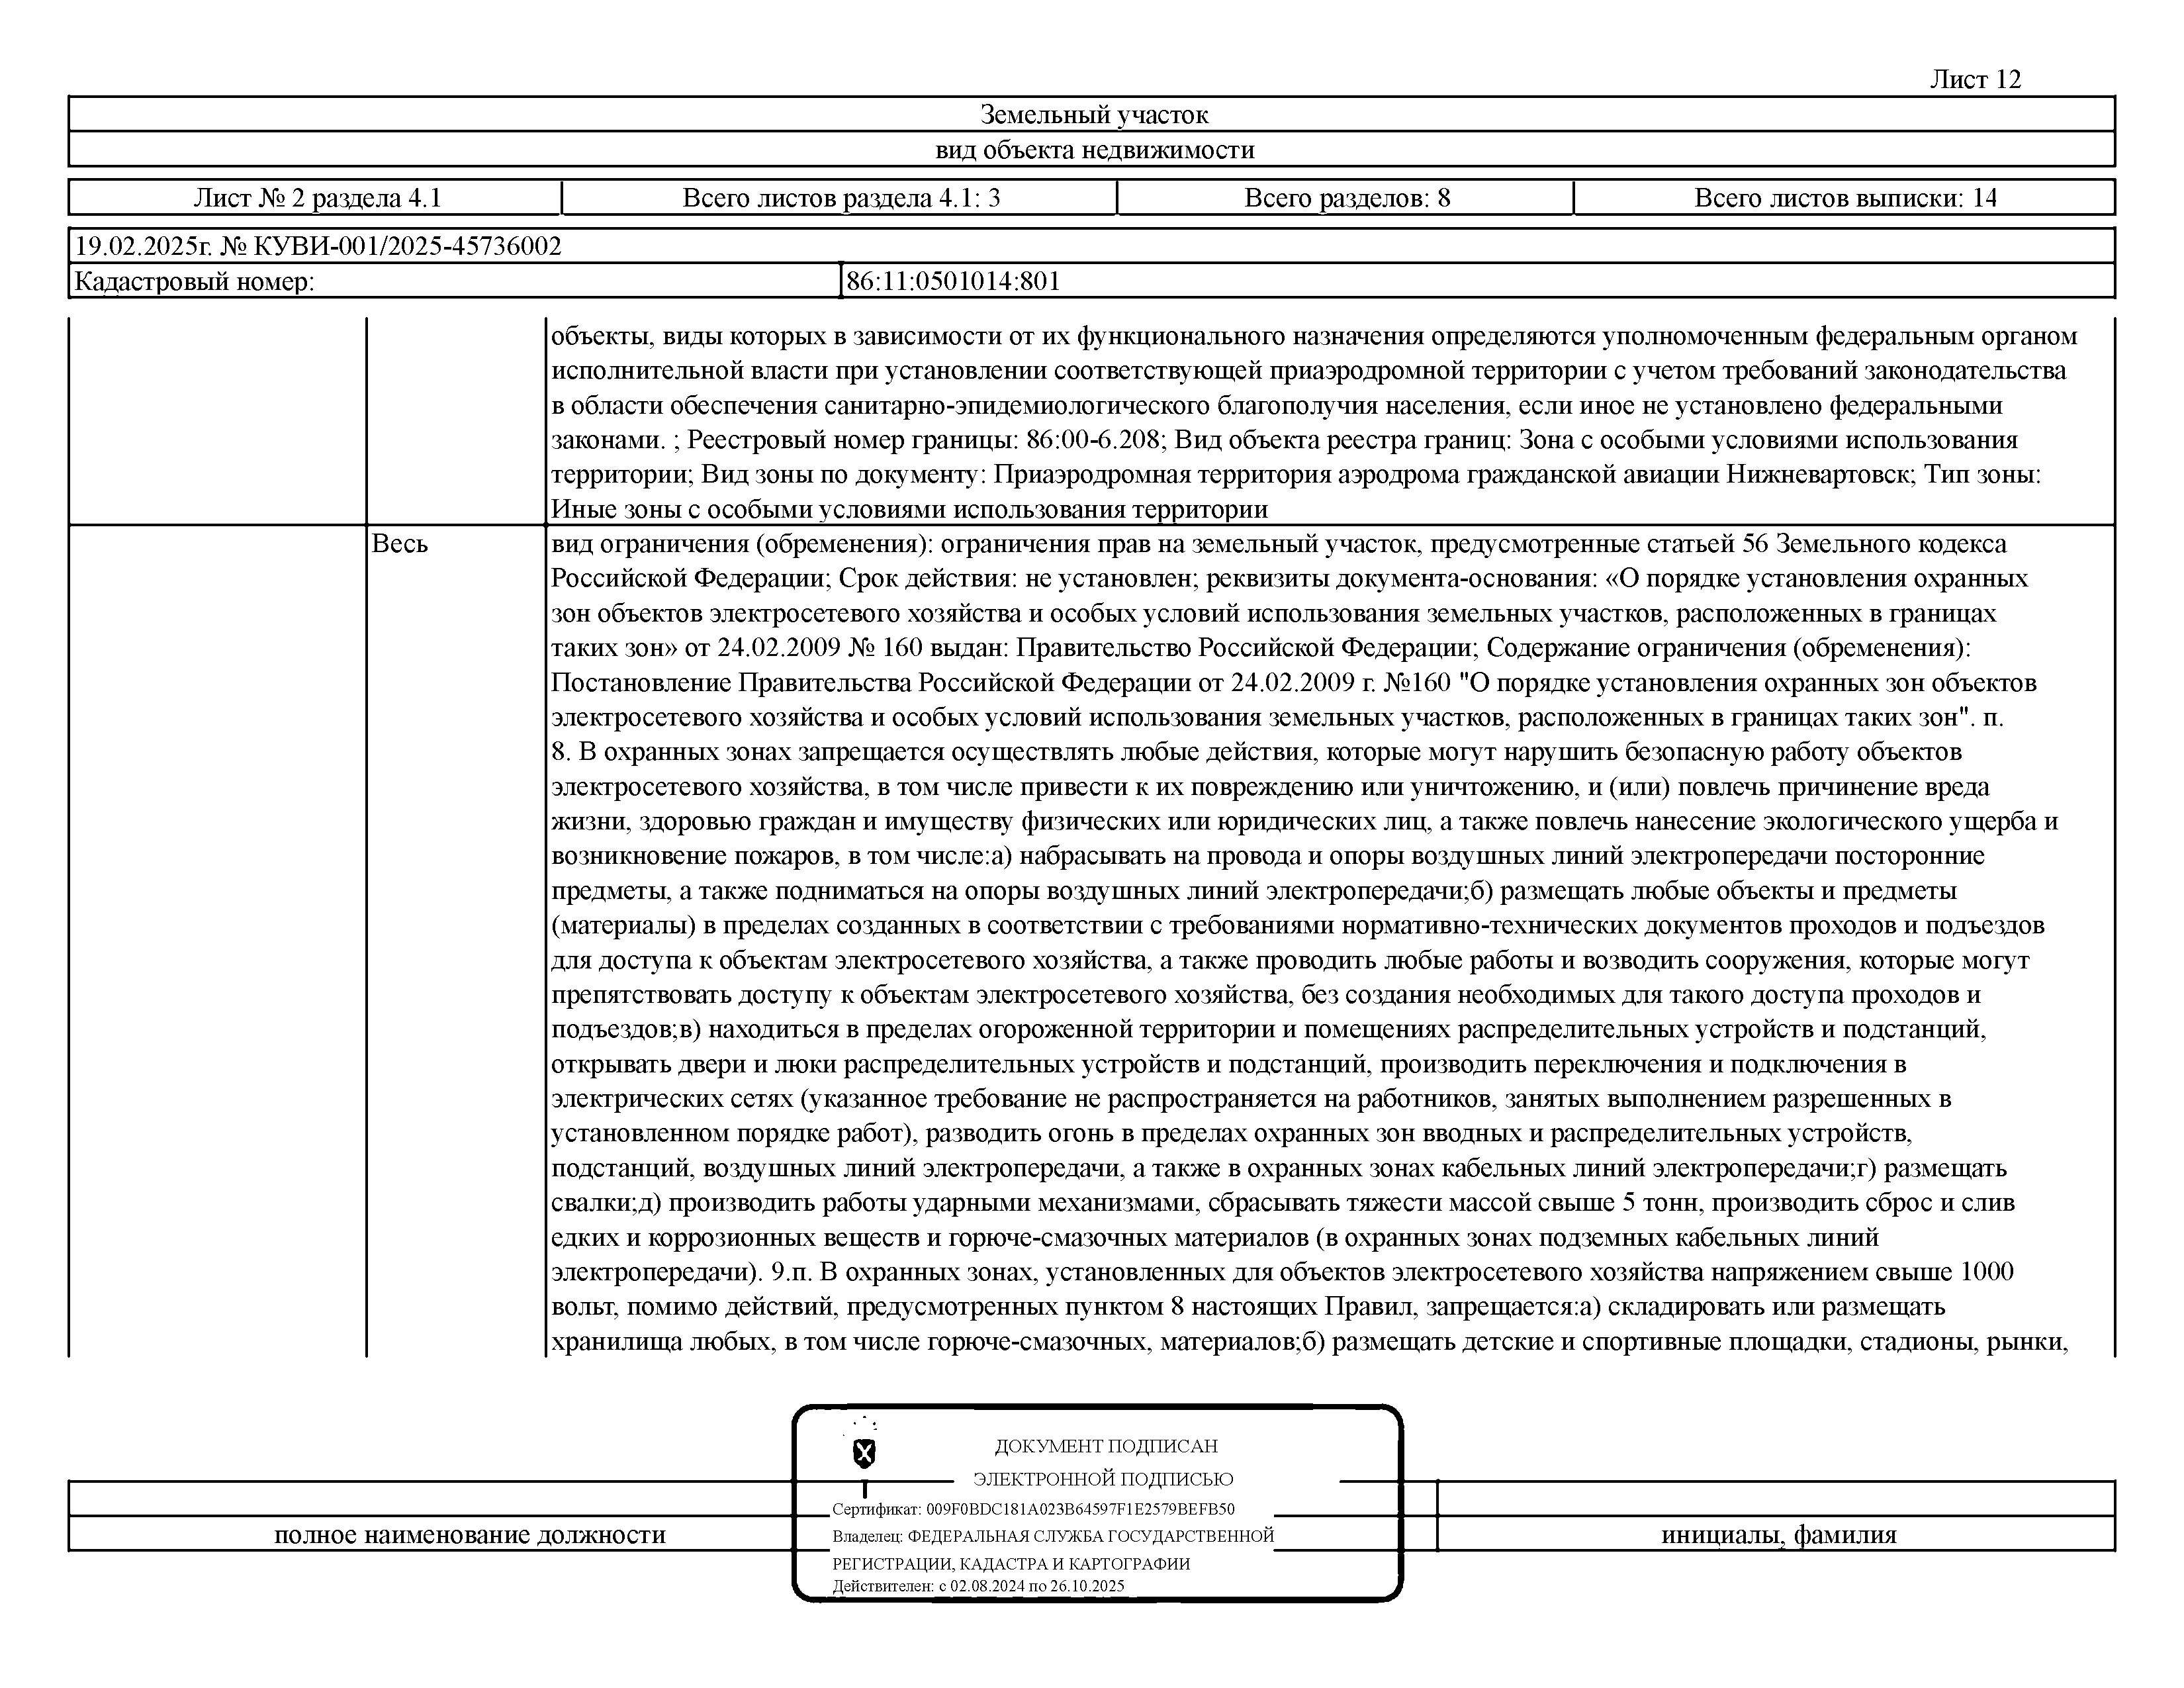 Лист 12
Земельный участок
вид объекта недвижимости
Лист № 2 раздела 4.1 Всего листов раздела 4.1: 3 Всего разделов: 8 Всего листов выписки: 14
19.02.2025г. № КУВИ-001/2025-45736002
Кадастровый номер: 86:11:0501014:801
объекты, виды которых в зависимости от их функционального назначения определяются уполномоченным федеральным органом
исполнительной власти при установлении соответствующей приаэродромной территории с учетом требований законодательства
в области обеспечения санитарно-эпидемиологического благополучия населения, если иное не установлено федеральными
законами. ; Реестровый номер границы: 86:00-6.208; Вид объекта реестра границ: Зона с особыми условиями использования
территории; Вид зоны по документу: Приаэродромная территория аэродрома гражданской авиации Нижневартовск; Тип зоны:
Иные зоны с особыми условиями использования территории
Весь вид ограничения (обременения): ограничения прав на земельный участок, предусмотренные статьей 56 Земельного кодекса
Российской Федерации; Срок действия: не установлен; реквизиты документа-основания: «О порядке установления охранных
зон объектов электросетевого хозяйства и особых условий использования земельных участков, расположенных в границах
таких зон» от 24.02.2009 № 160 выдан: Правительство Российской Федерации; Содержание ограничения (обременения):
Постановление Правительства Российской Федерации от 24.02.2009 г. №160 "О порядке установления охранных зон объектов
электросетевого хозяйства и особых условий использования земельных участков, расположенных в границах таких зон". п.
8. В охранных зонах запрещается осуществлять любые действия, которые могут нарушить безопасную работу объектов
электросетевого хозяйства, в том числе привести к их повреждению или уничтожению, и (или) повлечь причинение вреда
жизни, здоровью граждан и имуществу физических или юридических лиц, а также повлечь нанесение экологического ущерба и
возникновение пожаров, в том числе:а) набрасывать на провода и опоры воздушных линий электропередачи посторонние
предметы, а также подниматься на опоры воздушных линий электропередачи;б) размещать любые объекты и предметы
(материалы) в пределах созданных в соответствии с требованиями нормативно-технических документов проходов и подъездов
для доступа к объектам электросетевого хозяйства, а также проводить любые работы и возводить сооружения, которые могут
препятствовать доступу к объектам электросетевого хозяйства, без создания необходимых для такого доступа проходов и
подъездов;в) находиться в пределах огороженной территории и помещениях распределительных устройств и подстанций,
открывать двери и люки распределительных устройств и подстанций, производить переключения и подключения в
электрических сетях (указанное требование не распространяется на работников, занятых выполнением разрешенных в
установленном порядке работ), разводить огонь в пределах охранных зон вводных и распределительных устройств,
подстанций, воздушных линий электропередачи, а также в охранных зонах кабельных линий электропередачи;г) размещать
свалки;д) производить работы ударными механизмами, сбрасывать тяжести массой свыше 5 тонн, производить сброс и слив
едких и коррозионных веществ и горюче-смазочных материалов (в охранных зонах подземных кабельных линий
электропередачи). 9.п. В охранных зонах, установленных для объектов электросетевого хозяйства напряжением свыше 1000
вольт, помимо действий, предусмотренных пунктом 8 настоящих Правил, запрещается:а) складировать или размещать
хранилища любых, в том числе горюче-смазочных, материалов;б) размещать детские и спортивные площадки, стадионы, рынки,
ДОКУМЕНТ ПОДПИСАН
ЭЛЕКТРОННОЙ ПОДПИСЬЮ
Сертификат: 009F0BDC181A023B64597F1E2579BEFB50
Владелец: ФЕДЕРАЛЬНАЯ СЛУЖБА ГОСУДАРСТВЕННОЙ
РЕГИСТРАЦИИ, КАДАСТРА И КАРТОГРАФИИ
Действителен: с 02.08.2024 по 26.10.2025
полное наименование должности
инициалы, фамилия